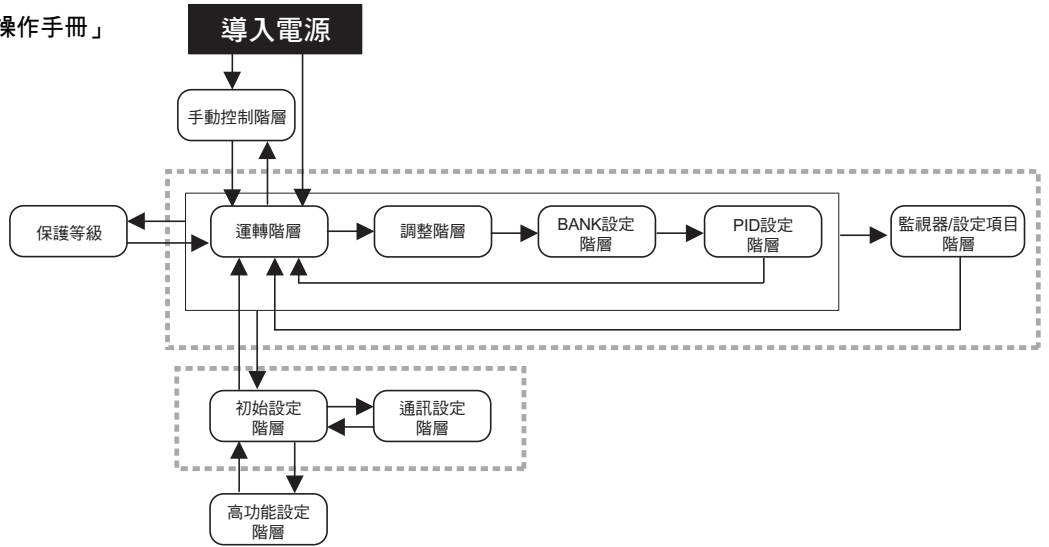 操作手冊」
導入電源
手動控制階層
保護等級
運轉階層
調整階層
BANK設定
階層
PID設定
階層
監視器/設定項目
階層
初始設定
階層
通訊設定
階層
高功能設定
階層